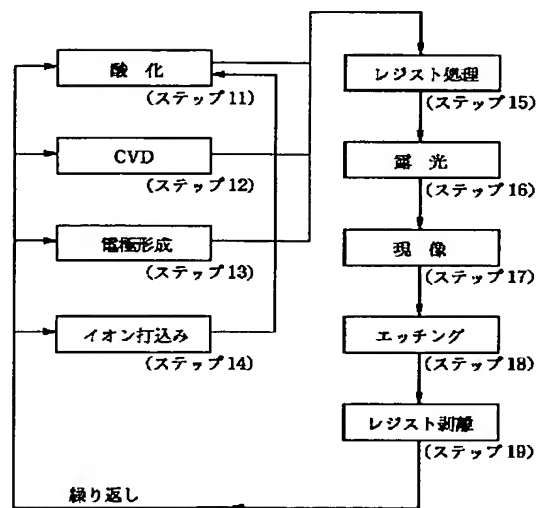 酸 化
(ステップ11)
CVD
(ステップ12)
電極形成
(ステップ13)
イオン打込み
(ステップ14)
レジスト処理
(ステップ15)
露 光
(ステップ16)
現 像
(ステップ17)
エッチング
(ステップ18)
レジスト剥離
(ステップ19)
繰り返し